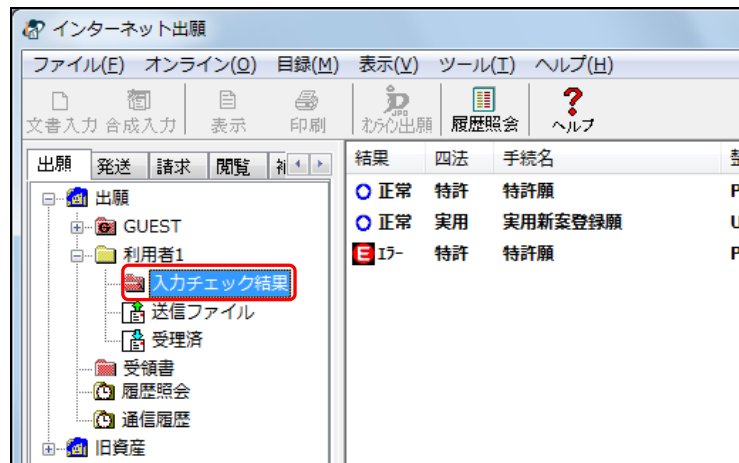 インターネット出願
ファイル(F) オンライン(O) 目録(M) 表示(V) ツール(T) ヘルプ(H)
文書入力 合成入力 表示 印刷 オンライン出願 履歴照会 ヘルプ
出願 発送 請求 閲覧
結果 四法 手続名
出願
GUEST
利用者1
入力チェック結果
送信ファイル
受理済
受領書
履歴照会
通信履歴
旧資産
正常 特許 特許願 P
正常 実用 実用新案登録願 U
E ｴﾗｰ 特許 特許願 P